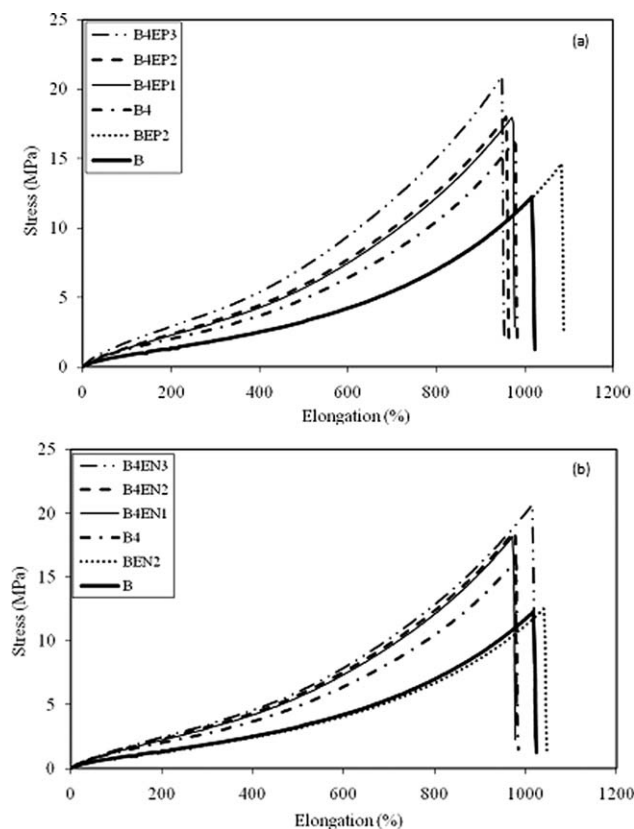 (a)
B4EP3
B4EP2
B4EP1
B4
BEP2
B
Stress (MPa)
25
20
15
10
5
0
0 200 400 600 800 1000 1200
Elongation (%)
(b)
B4EN3
B4EN2
B4EN1
B4
BEN2
B
Stress (MPa)
25
20
15
10
5
0
0 200 400 600 800 1000 1200
Elongation (%)